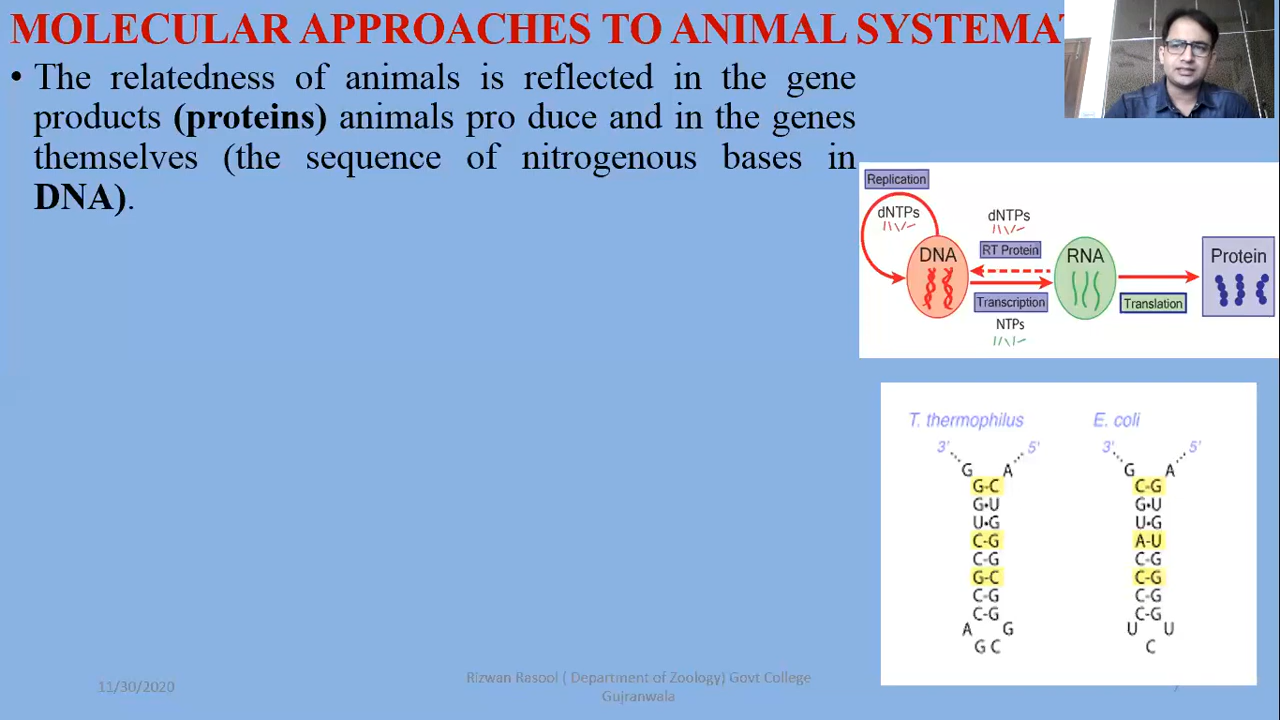 MOLECULAR APPROACHES TO ANIMAL SYSTEMA
• The relatedness of animals is reflected in the gene
products (proteins) animals pro duce and in the genes
themselves (the sequence of nitrogenous bases in
DNA).
Replication
dNTPs
dNTPs
DNA
RT Protein
RNA
Protein
Transcription
Translation
NTPs
T. thermophilus
E. coli
3' 5'
3' 5'
G A
G-C
G•U
U•G
C-G
C-G
G-C
C-G
C-G
A G
G C
G A
C-G
G•U
U•G
A-U
C-G
C-G
C-G
C-G
U U
C
11/30/2020
Rizwan Rasool ( Department of Zoology) Govt College
Gujranwala